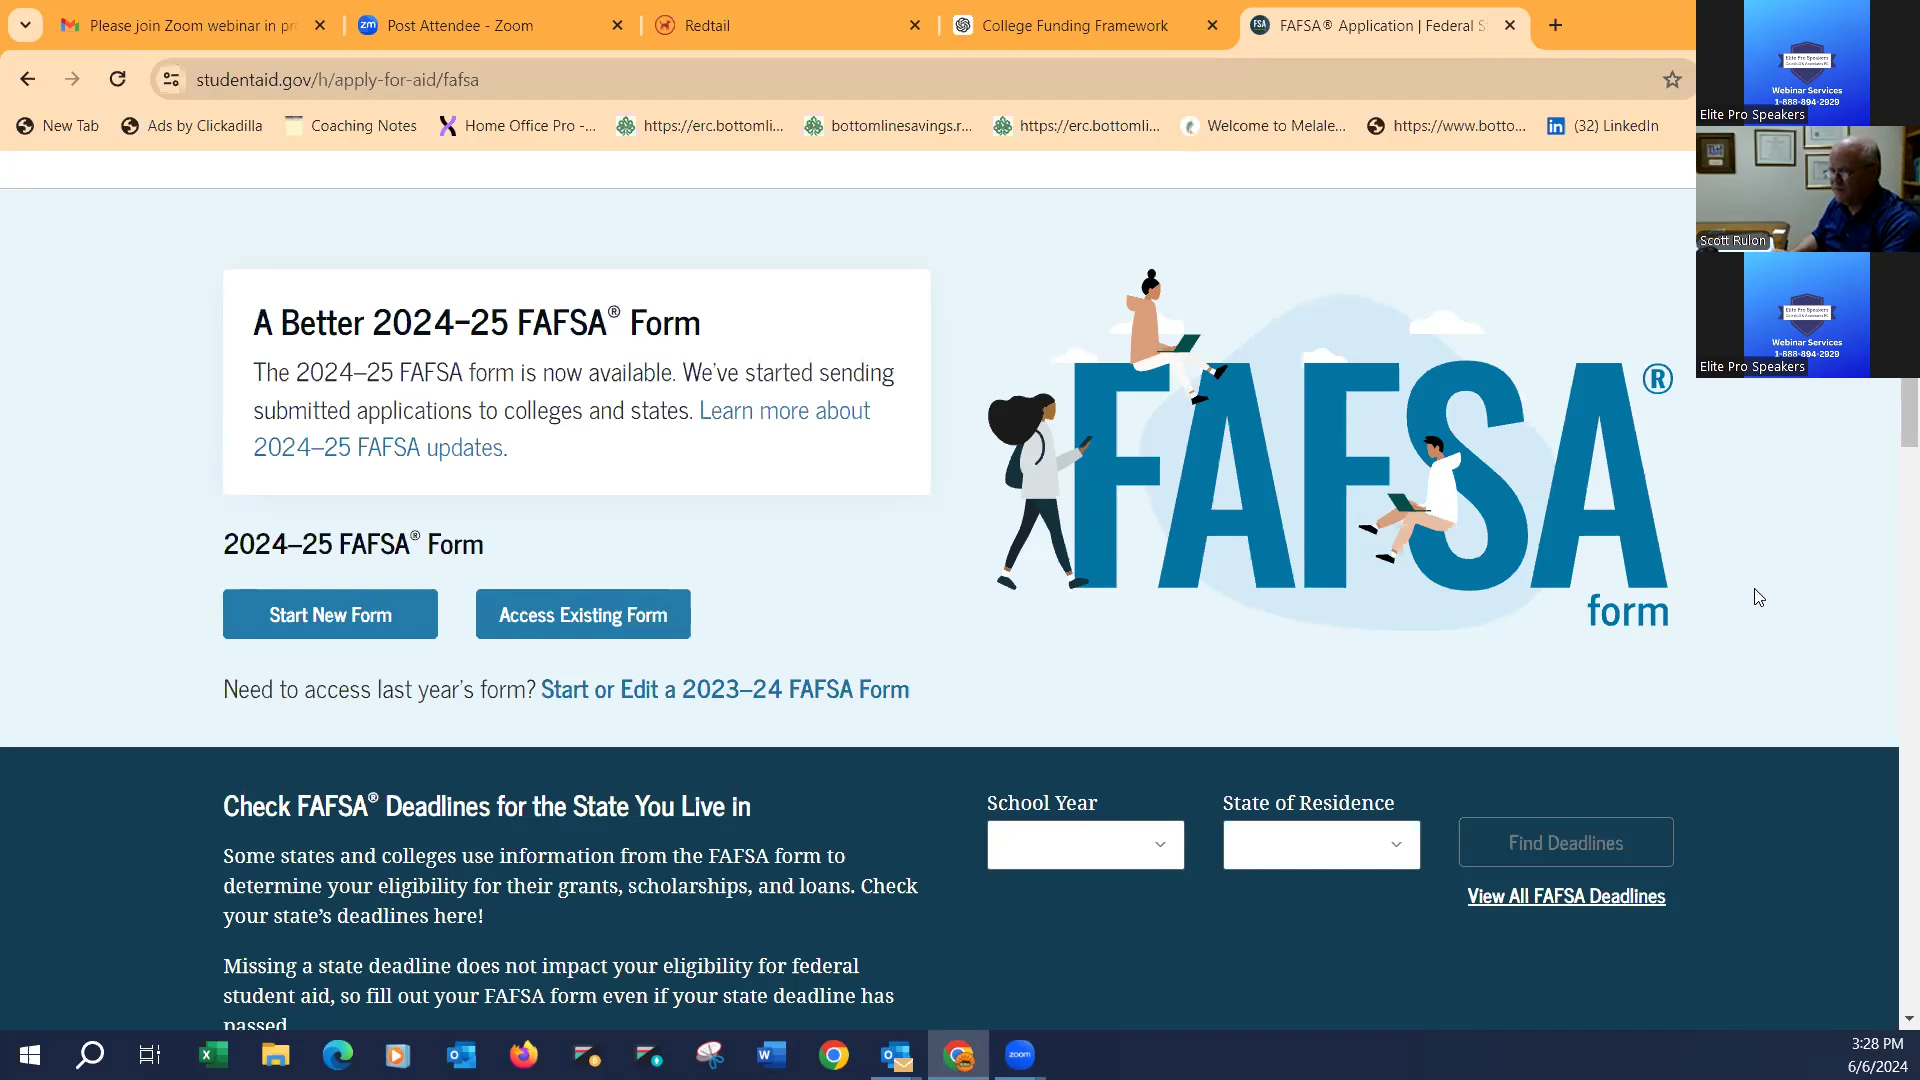 Please join Zoom webinar in pr
Post Attendee - Zoom
Redtail
College Funding Framework
FAFSA® Application | Federal S
studentaid.gov/h/apply-for-aid/fafsa
New Tab
Ads by Clickadilla
Coaching Notes
Home Office Pro -...
https://erc.bottomli...
bottomlinesavings.r...
https://erc.bottomli...
Welcome to Melale...
https://www.botto...
(32) LinkedIn
Elite Pro Speakers
Webinar Services
1-888-894-2929
Elite Pro Speakers
Scott Rulon
Elite Pro Speakers
Webinar Services
1-888-894-2929
Elite Pro Speakers
A Better 2024–25 FAFSA® Form
The 2024–25 FAFSA form is now available. We've started sending
submitted applications to colleges and states. Learn more about
2024–25 FAFSA updates.
FAFSA®
form
2024–25 FAFSA® Form
Start New Form
Access Existing Form
Need to access last year's form? Start or Edit a 2023–24 FAFSA Form
Check FAFSA® Deadlines for the State You Live in
Some states and colleges use information from the FAFSA form to
determine your eligibility for their grants, scholarships, and loans. Check
your state's deadlines here!
Missing a state deadline does not impact your eligibility for federal
student aid, so fill out your FAFSA form even if your state deadline has
passed
School Year
State of Residence
Find Deadlines
View All FAFSA Deadlines
zoom
3:28 PM
6/6/2024